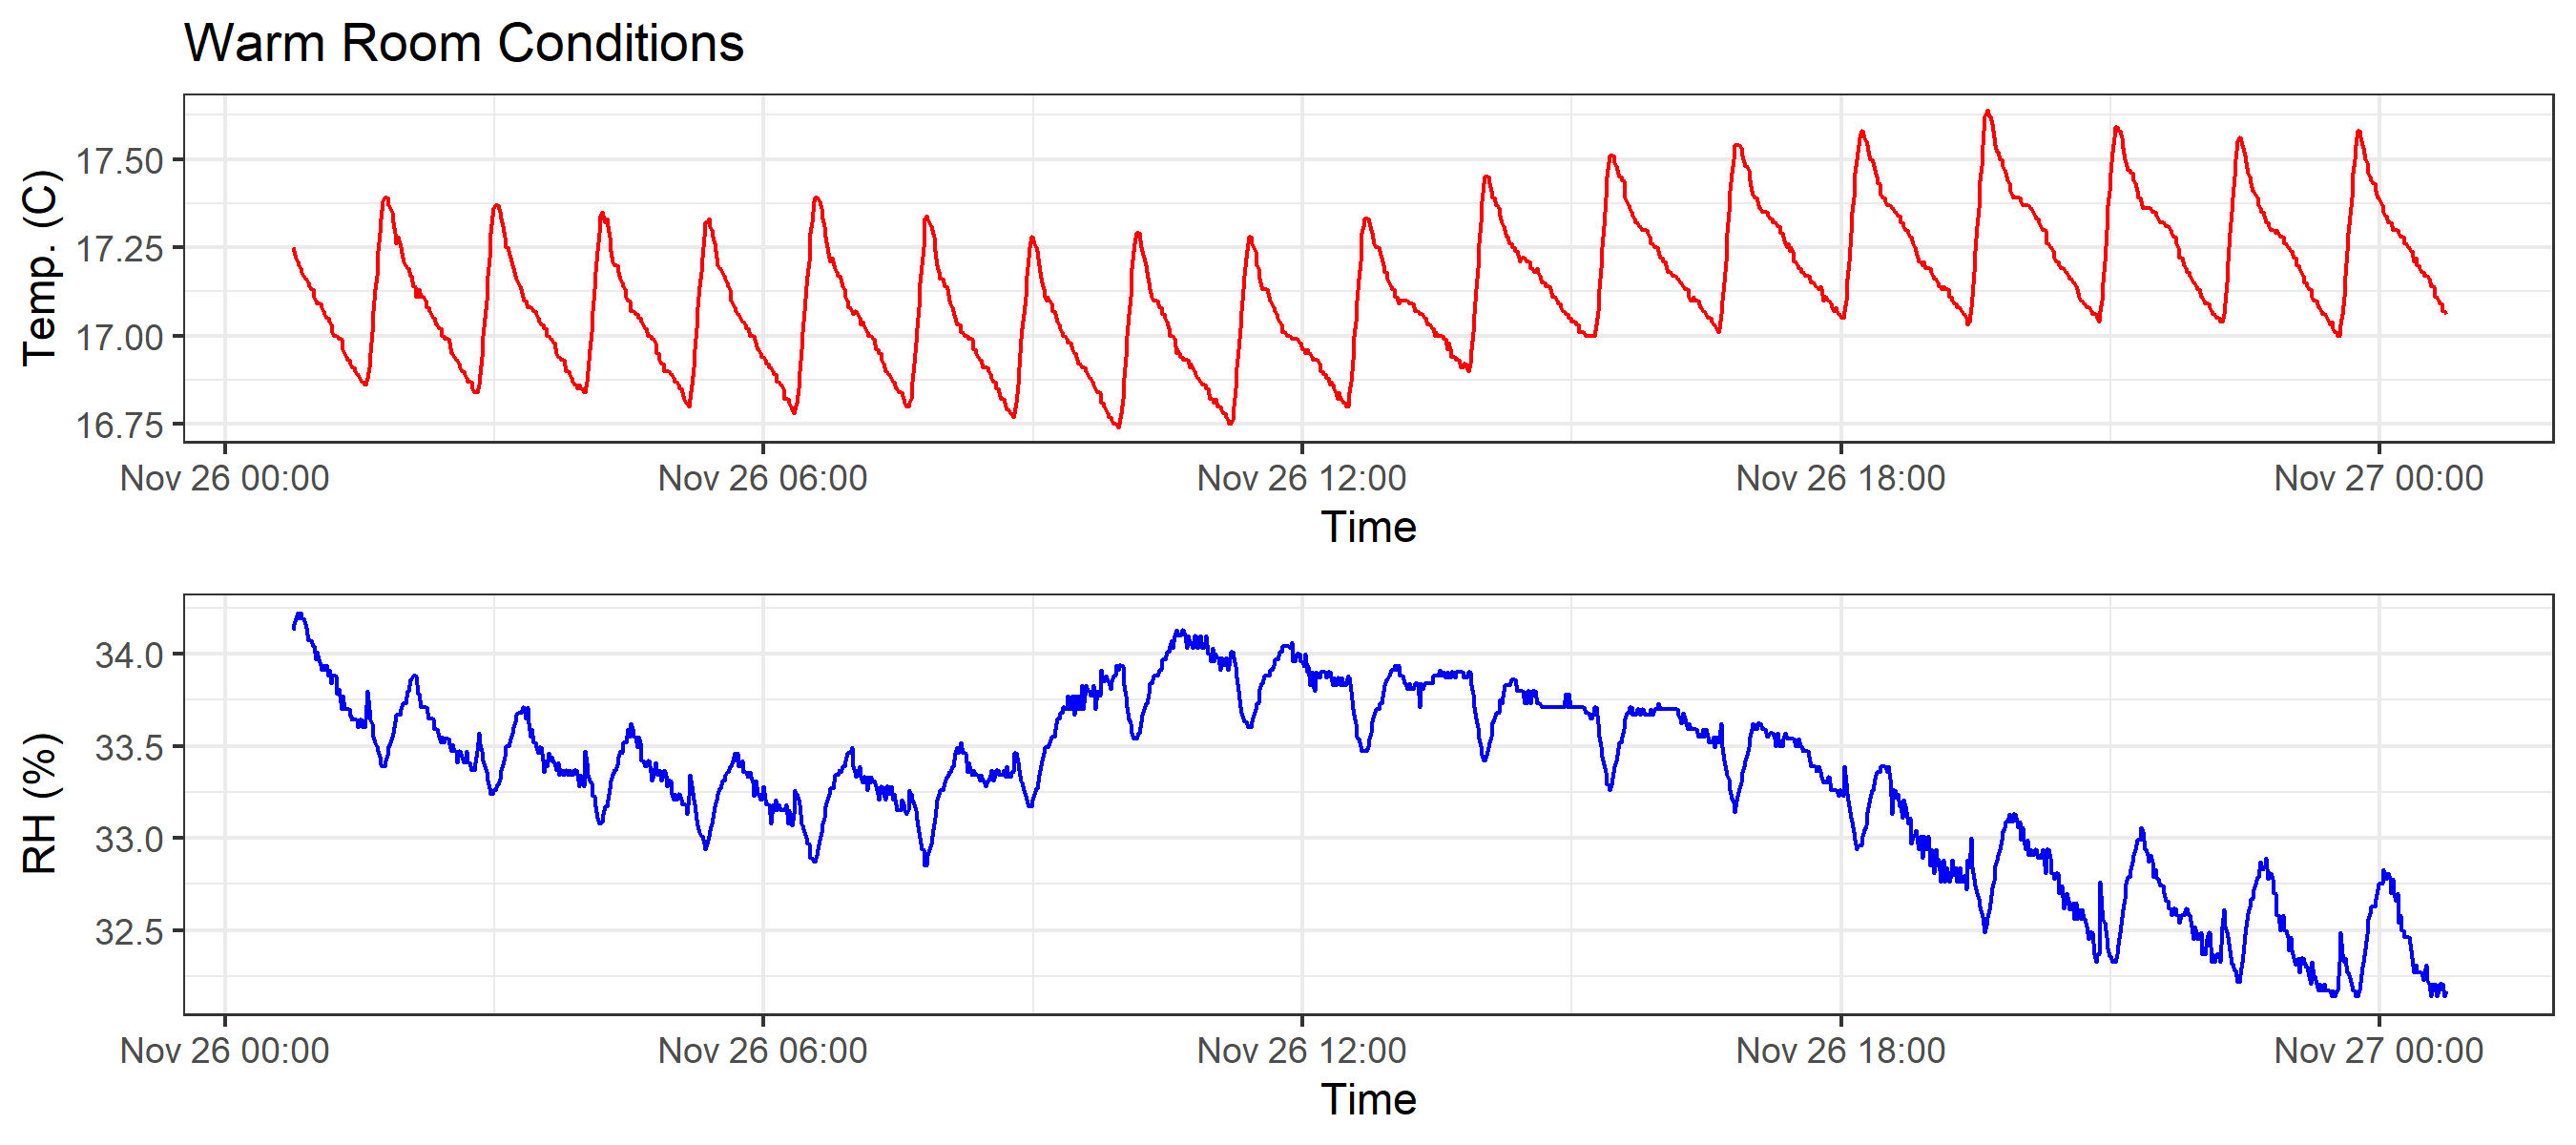 Warm Room Conditions
Temp. (C)
17.50
17.25
17.00
16.75
Nov 26 00:00 Nov 26 06:00 Nov 26 12:00 Nov 26 18:00 Nov 27 00:00
Time
RH (%)
34.0
33.5
33.0
32.5
Nov 26 00:00 Nov 26 06:00 Nov 26 12:00 Nov 26 18:00 Nov 27 00:00
Time